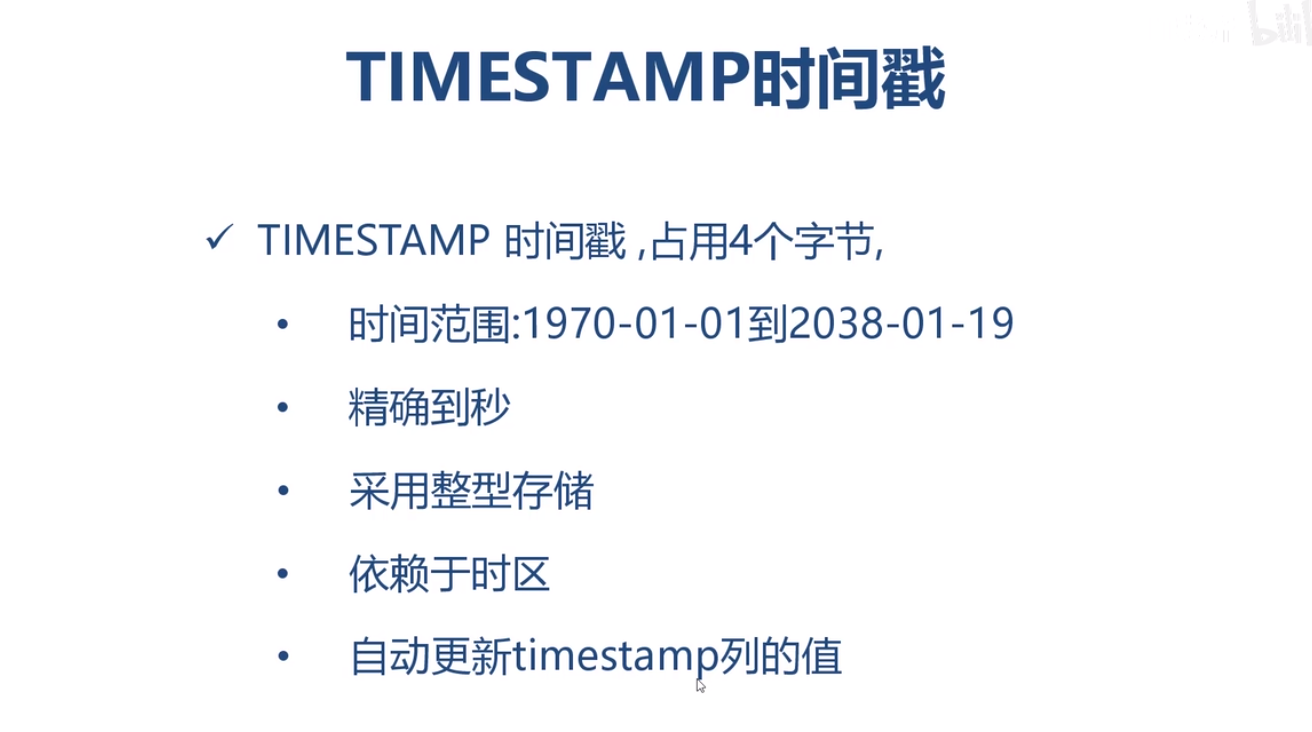 TIMESTAMP时间戳
✓ TIMESTAMP 时间戳 ,占用4个字节,
• 时间范围:1970-01-01到2038-01-19
• 精确到秒
• 采用整型存储
• 依赖于时区
• 自动更新timestamp列的值